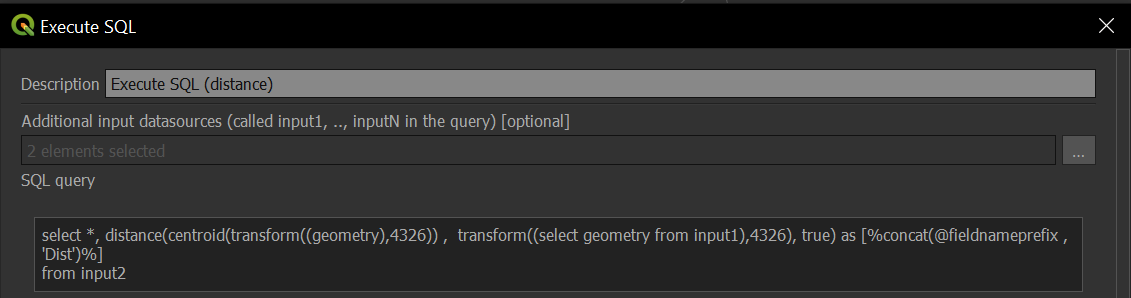 Execute SQL
Description Execute SQL (distance)
Additional input datasources (called input1, .., inputN in the query) [optional]
2 elements selected
...
SQL query
select *, distance(centroid(transform((geometry),4326)) ,  transform((select geometry from input1),4326), true) as [%concat(@fieldnameprefix ,
'Dist')%]
from input2